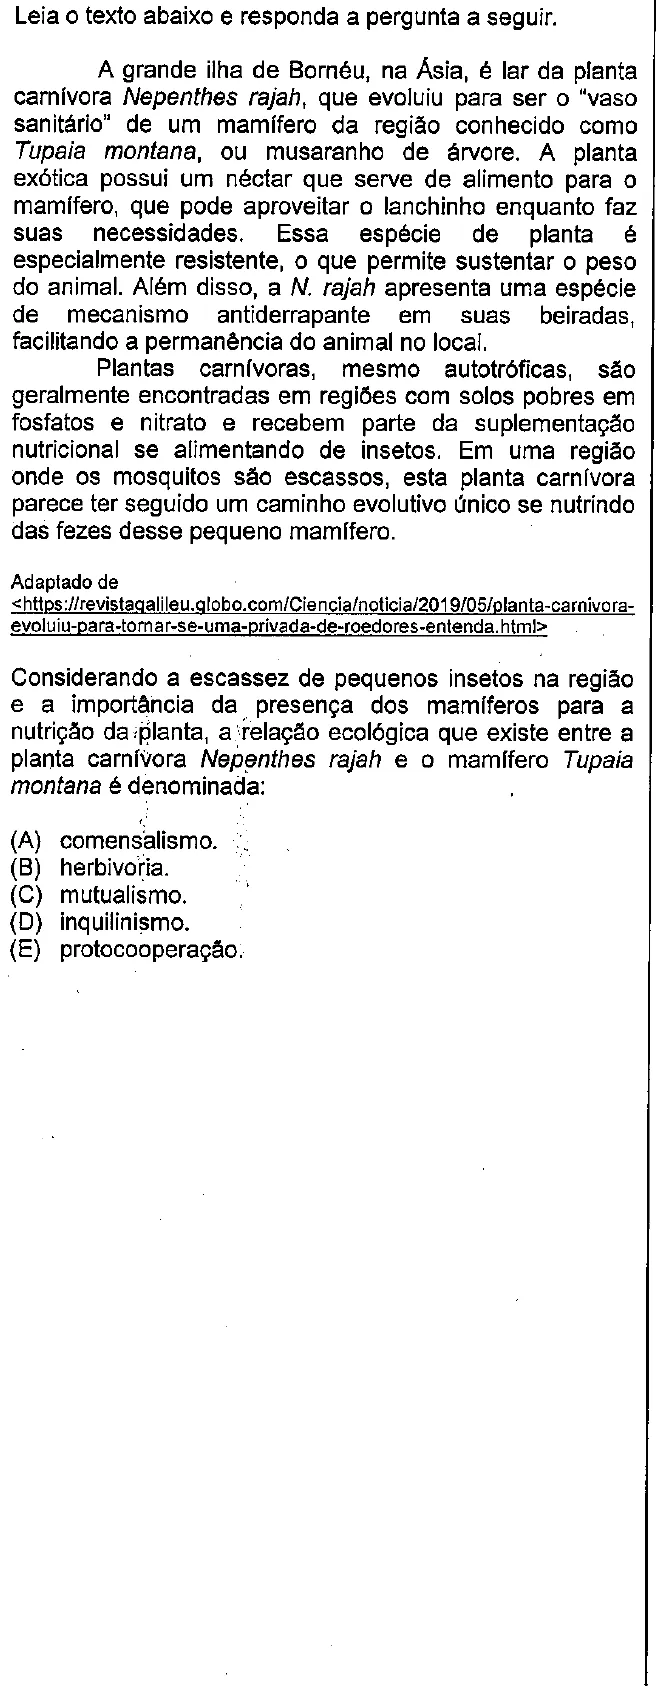 Leia o texto abaixo e responda a pergunta a seguir.
A grande ilha de Bornéu, na Ásia, é lar da planta
carnívora Nepenthes rajah, que evoluiu para ser o "vaso
sanitário" de um mamífero da região conhecido como
Tupaia montana, ou musaranho de árvore. A planta
exótica possui um néctar que serve de alimento para o
mamífero, que pode aproveitar o lanchinho enquanto faz
suas necessidades. Essa espécie de planta é
especialmente resistente, o que permite sustentar o peso
do animal. Além disso, a N. rajah apresenta uma espécie
de mecanismo antiderrapante em suas beiradas,
facilitando a permanência do animal no local.
Plantas carnívoras, mesmo autotróficas, são
geralmente encontradas em regiões com solos pobres em
fosfatos e nitrato e recebem parte da suplementação
nutricional se alimentando de insetos. Em uma região
onde os mosquitos são escassos, esta planta carnívora
parece ter seguido um caminho evolutivo único se nutrindo
das fezes desse pequeno mamífero.
Adaptado de
<https://revistagalileu.globo.com/Ciencia/noticia/2019/05/planta-carnivora-
evoluiu-para-tornar-se-uma-privada-de-roedores-entenda.html>
Considerando a escassez de pequenos insetos na região
e a importância da presença dos mamíferos para a
nutrição da planta, a relação ecológica que existe entre a
planta carnívora Nepenthes rajah e o mamífero Tupaia
montana é denominada:
(A) comensalismo.
(B) herbivoria.
(C) mutualismo.
(D) inquilinismo.
(E) protocooperação.